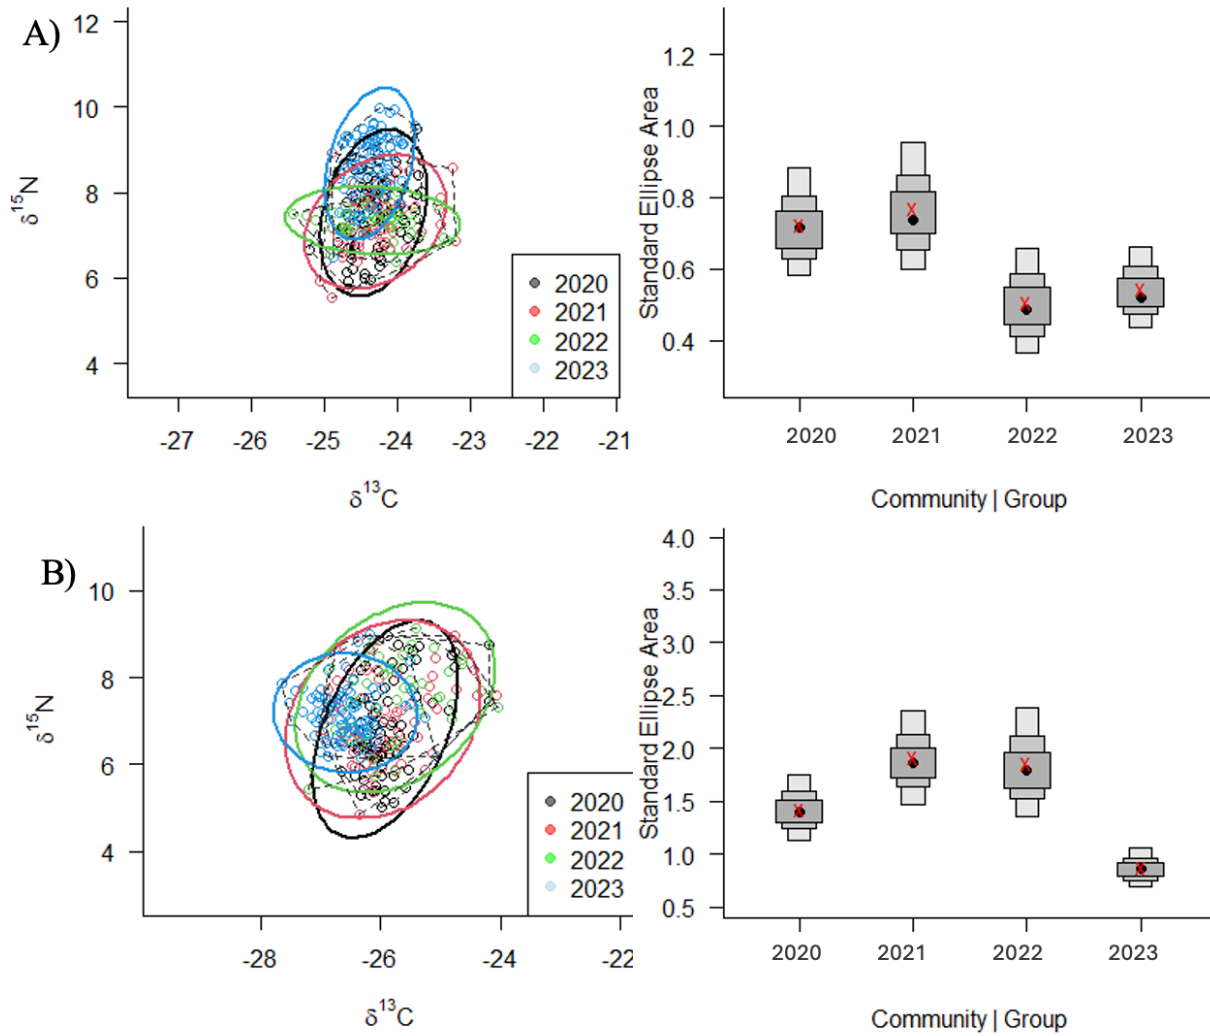 A)
12
10
8
6
4
δ15N
-27 -26 -25 -24 -23 -22 -21
δ13C
2020
2021
2022
2023
1.2
1.0
0.8
0.6
0.4
Standard Ellipse Area
x x x x
2020 2021 2022 2023
Community | Group
B)
10
8
6
4
δ15N
-28 -26 -24 -22
δ13C
2020
2021
2022
2023
4.0
3.5
3.0
2.5
2.0
1.5
1.0
0.5
Standard Ellipse Area
x x x x
2020 2021 2022 2023
Community | Group